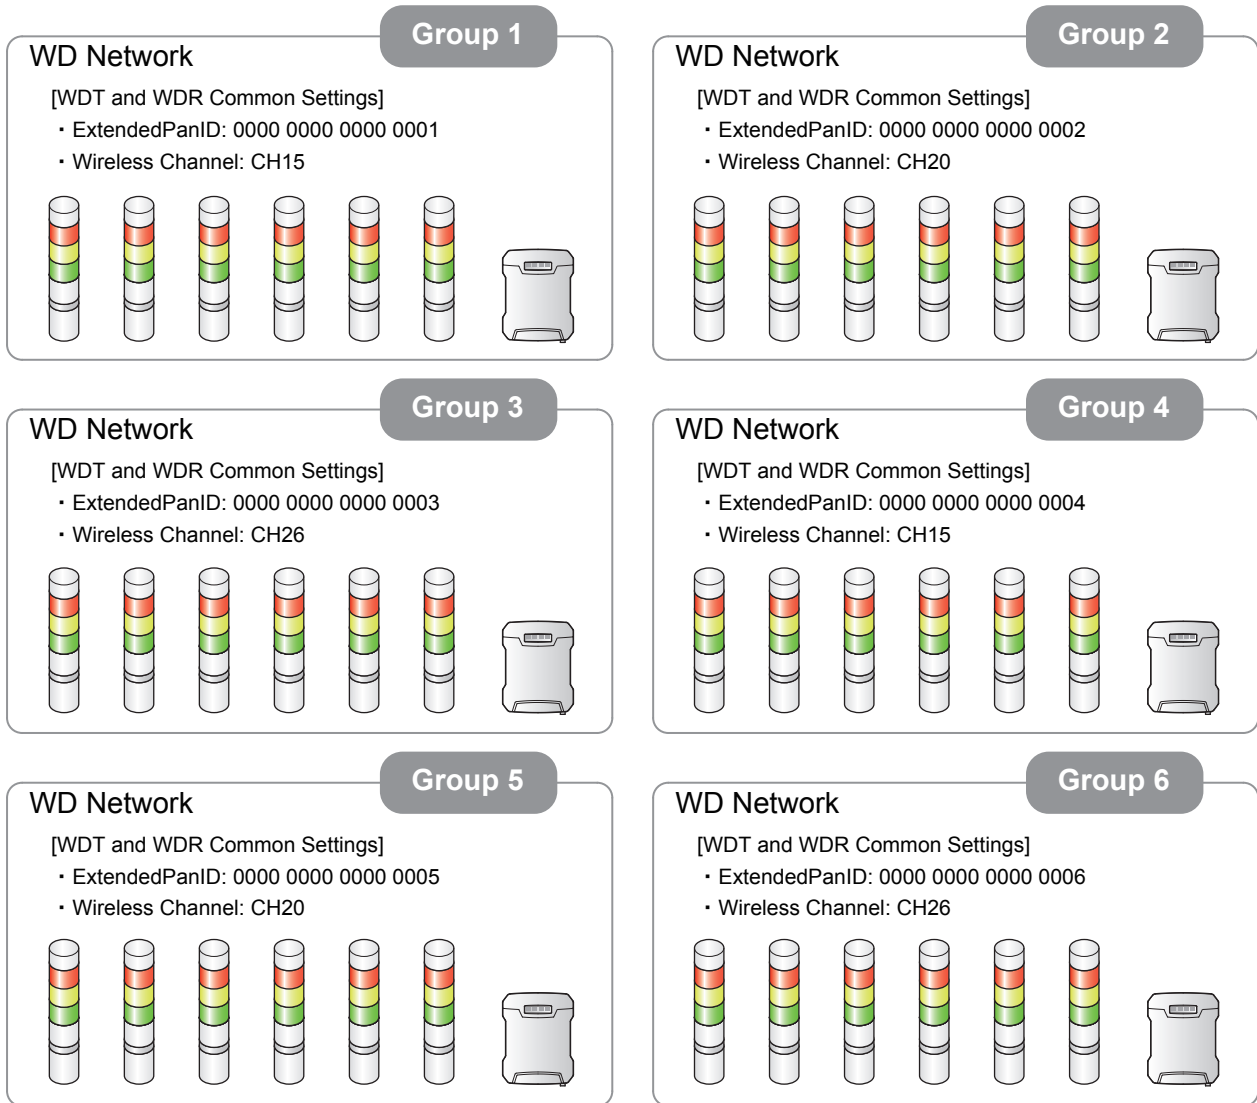 Group 1
WD Network
[WDT and WDR Common Settings]
・ExtendedPanID: 0000 0000 0000 0001
・Wireless Channel: CH15
Group 2
WD Network
[WDT and WDR Common Settings]
・ExtendedPanID: 0000 0000 0000 0002
・Wireless Channel: CH20
Group 3
WD Network
[WDT and WDR Common Settings]
・ExtendedPanID: 0000 0000 0000 0003
・Wireless Channel: CH26
Group 4
WD Network
[WDT and WDR Common Settings]
・ExtendedPanID: 0000 0000 0000 0004
・Wireless Channel: CH15
Group 5
WD Network
[WDT and WDR Common Settings]
・ExtendedPanID: 0000 0000 0000 0005
・Wireless Channel: CH20
Group 6
WD Network
[WDT and WDR Common Settings]
・ExtendedPanID: 0000 0000 0000 0006
・Wireless Channel: CH26